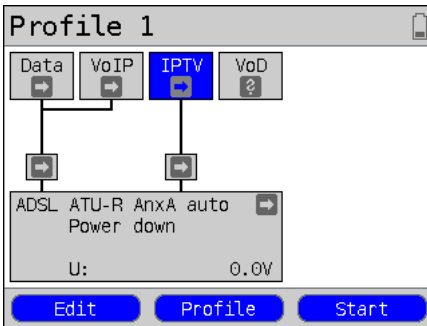 Profile 1
Data VoIP IPTV VoD
?
ADSL ATU-R AnxA auto
Power down
U: 0.0V
Edit Profile Start